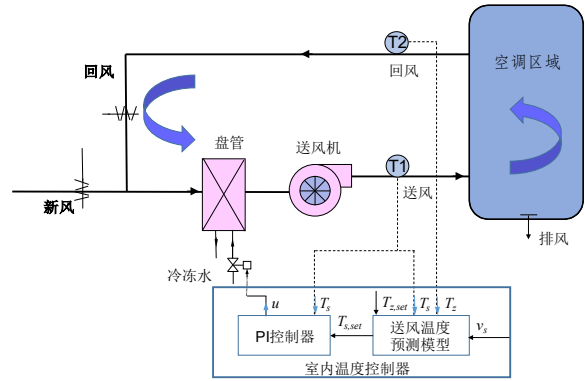 T2
回风
回风
空调区域
盘管
送风机
T1
送风
新风
排风
冷冻水
u
Ts
Ts,set
Tz,set
Ts
Tz
vs
PI控制器
送风温度
预测模型
室内温度控制器